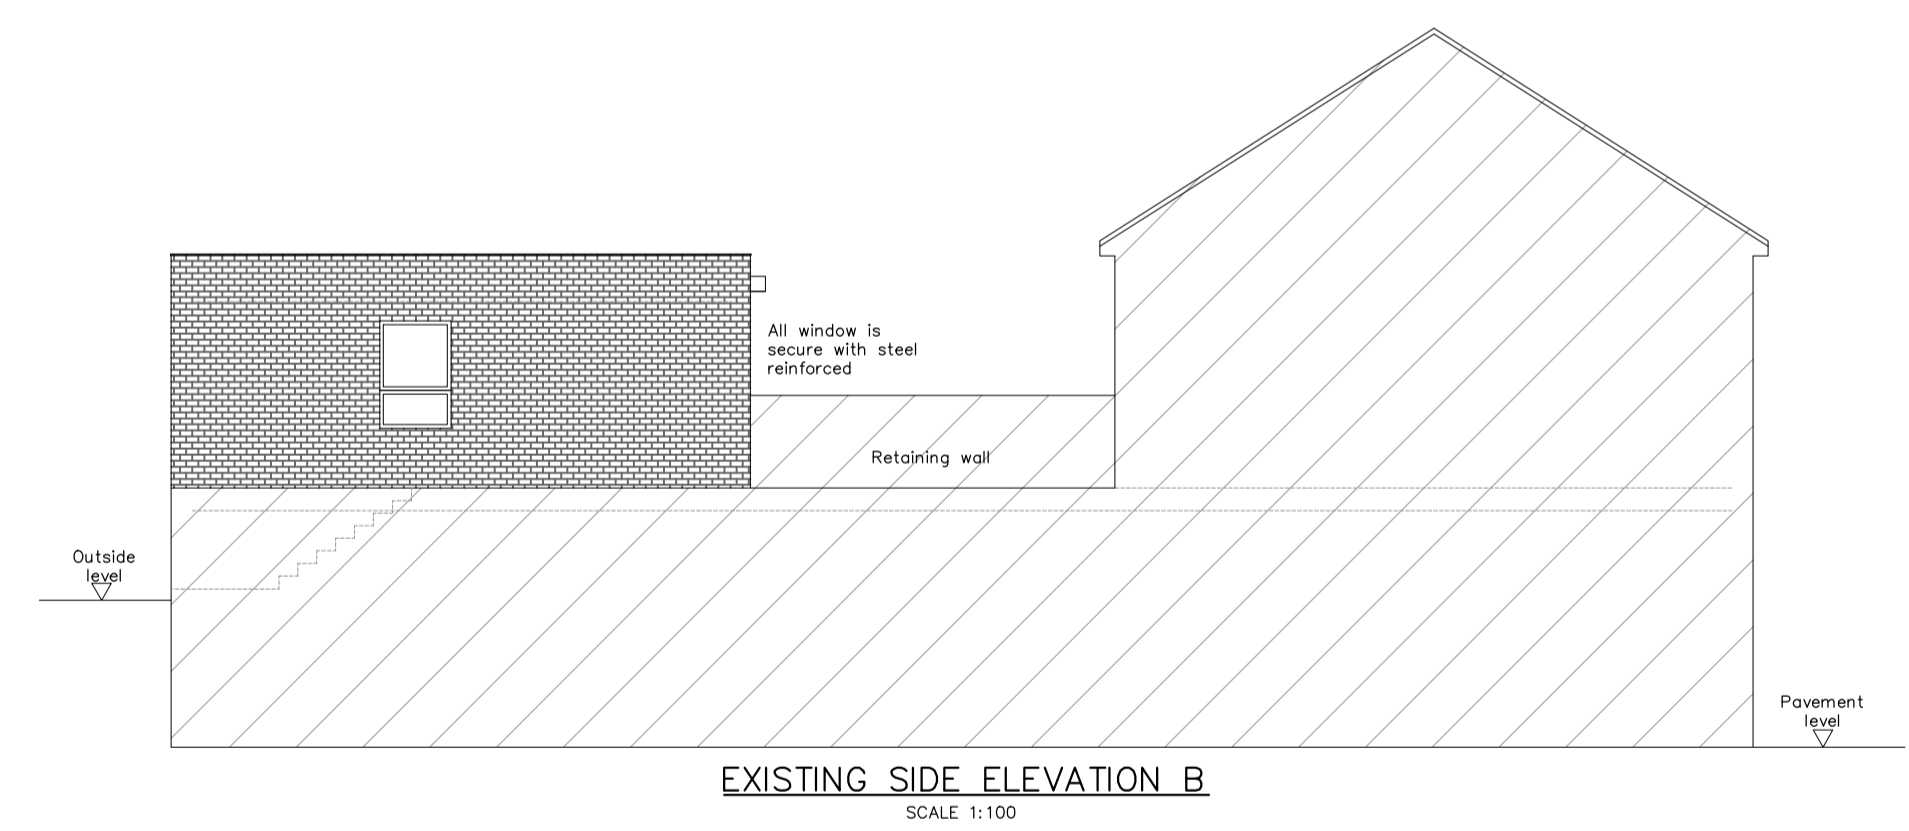 All window is
secure with steel
reinforced
Retaining wall
Outside
level
Pavement
level
EXISTING SIDE ELEVATION B
SCALE 1:100